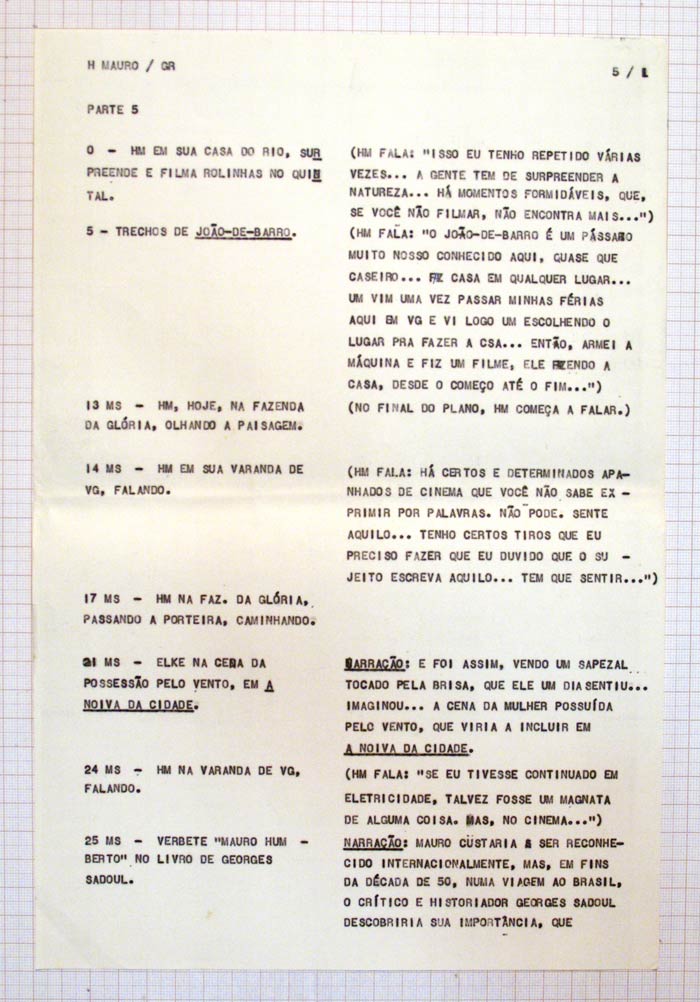 H MAURO / GR
5 / 1
PARTE 5
0 — HM EM SUA CASA DO RIO, SUR
PREENDE E FILMA ROLINHAS NO QUIN
TAL.
(HM FALA: "ISSO EU TENHO REPETIDO VÁRIAS
VEZES... A GENTE TEM DE SURPREENDER A
NATUREZA... HÁ MOMENTOS FORMIDÁVEIS, QUE,
SE VOCÊ NÃO FILMAR, NÃO ENCONTRA MAIS...")
5 — TRECHOS DE JOÃO-DE-BARRO.
(HM FALA: "O JOÃO-DE-BARRO É UM PÁSSARO
MUITO NOSSO CONHECIDO AQUI, QUASE QUE
CASEIRO... FAZ CASA EM QUALQUER LUGAR...
UM VIM UMA VEZ PASSAR MINHAS FÉRIAS
AQUI EM VG E VI LOGO UM ESCOLHENDO O
LUGAR PRA FAZER A CSA... ENTÃO, ARMEI A
MÁQUINA E FIZ UM FILME, ELE FZENDO A
CASA, DESDE O COMEÇO ATÉ O FIM...")
13 MS — HM, HOJE, NA FAZENDA
DA GLÓRIA, OLHANDO A PAISAGEM.
(NO FINAL DO PLANO, HM COMEÇA A FALAR.)
14 MS — HM EM SUA VARANDA DE
VG, FALANDO.
(HM FALA: HÁ CERTOS E DETERMINADOS APA-
NHADOS DE CINEMA QUE VOCÊ NÃO SABE EX -
PRIMIR POR PALAVRAS. NÃO PODE. SENTE
AQUILO... TENHO CERTOS TIROS QUE EU
PRECISO FAZER QUE EU DUVIDO QUE O SU -
JEITO ESCREVA AQUILO... TEM QUE SENTIR...")
17 MS — HM NA FAZ. DA GLÓRIA,
PASSANDO A PORTEIRA, CAMINHANDO.
21 MS — ELKE NA CENA DA
POSSESSÃO PELO VENTO, EM A
NOIVA DA CIDADE.
NARRAÇÃO: E FOI ASSIM, VENDO UM SAPEZAL
TOCADO PELA BRISA, QUE ELE UM DIA SENTIU...
IMAGINOU... A CENA DA MULHER POSSUÍDA
PELO VENTO, QUE VIRIA A INCLUIR EM
A NOIVA DA CIDADE.
24 MS — HM NA VARANDA DE VG,
FALANDO.
(HM FALA: "SE EU TIVESSE CONTINUADO EM
ELETRICIDADE, TALVEZ FOSSE UM MAGNATA
DE ALGUMA COISA. MAS, NO CINEMA...")
25 MS — VERBETE "MAURO HUM -
BERTO" NO LIVRO DE GEORGES
SADOUL.
NARRAÇÃO: MAURO CUSTARIA A SER RECONHE-
CIDO INTERNACIONALMENTE, MAS, EM FINS
DA DÉCADA DE 50, NUMA VIAGEM AO BRASIL,
O CRÍTICO E HISTORIADOR GEORGES SADOUL
DESCOBRIRIA SUA IMPORTÂNCIA, QUE